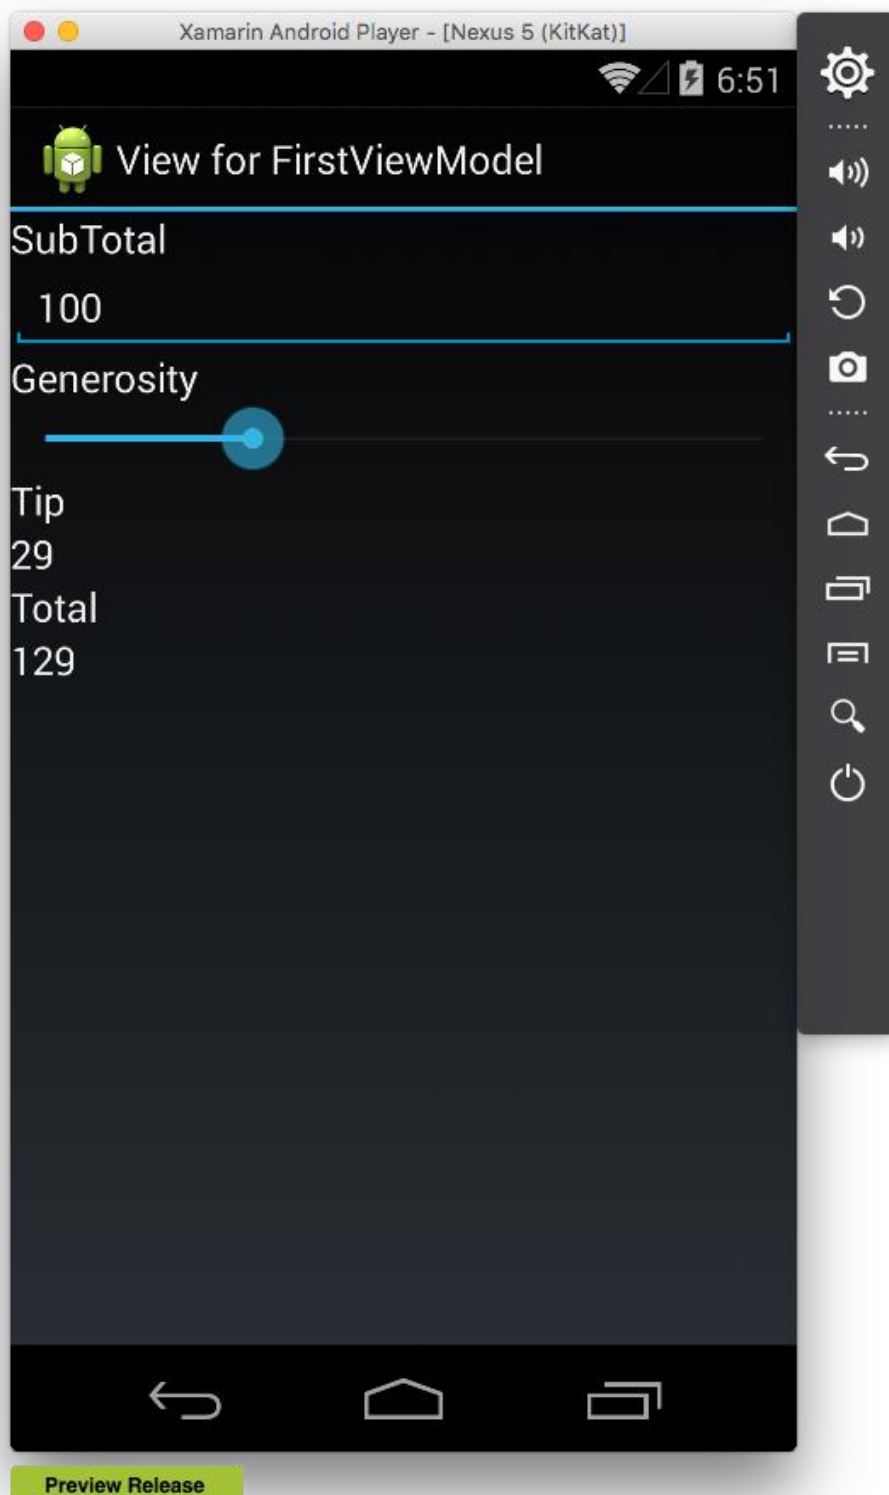 Xamarin Android Player - [Nexus 5 (KitKat)]
6:51
View for FirstViewModel
SubTotal
100
Generosity
Tip
29
Total
129
Preview Release